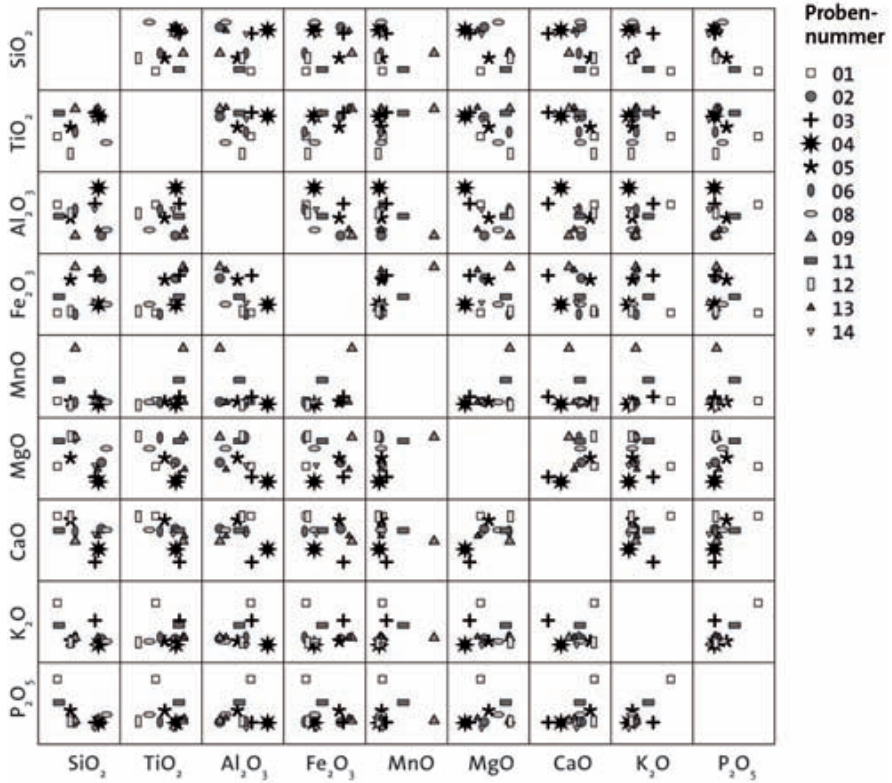 Proben-
nummer
01
02
03
04
05
06
08
09
11
12
13
14
SiO₂
TiO₂
Al₂O₃
Fe₂O₃
MnO
MgO
CaO
K₂O
P₂O₅
SiO₂ TiO₂ Al₂O₃ Fe₂O₃ MnO MgO CaO K₂O P₂O₅